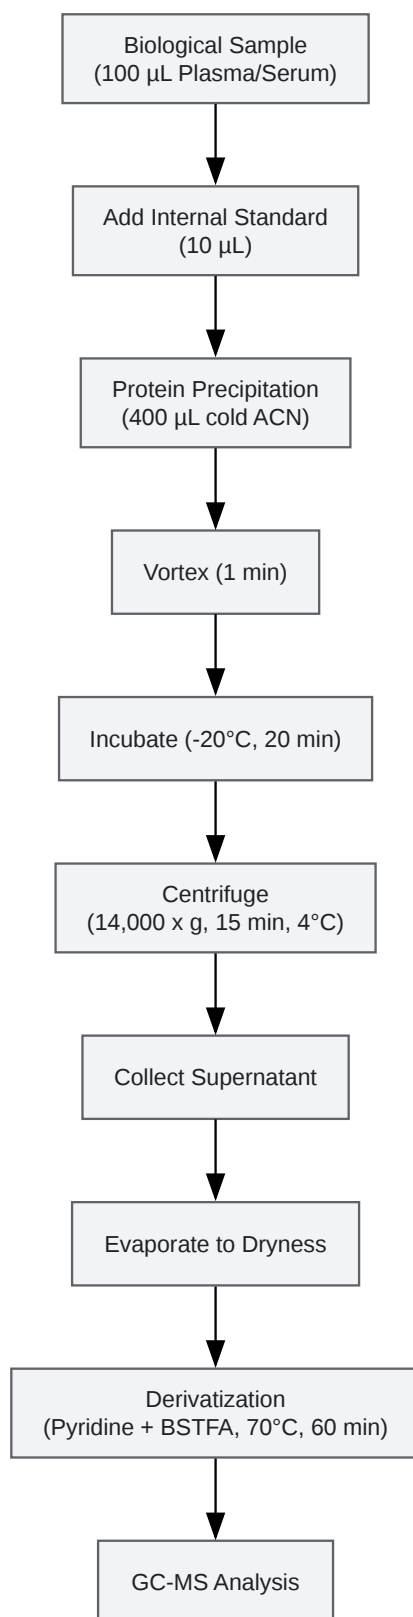 Biological Sample
(100 µL Plasma/Serum)
Add Internal Standard
(10 µL)
Protein Precipitation
(400 µL cold ACN)
Vortex (1 min)
Incubate (-20°C, 20 min)
Centrifuge
(14,000 x g, 15 min, 4°C)
Collect Supernatant
Evaporate to Dryness
Derivatization
(Pyridine + BSTFA, 70°C, 60 min)
GC-MS Analysis